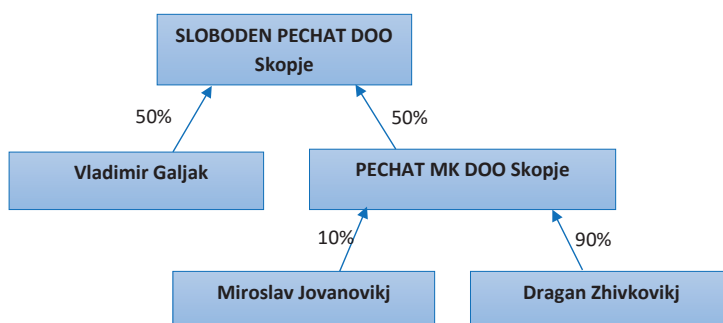 SLOBODEN PECHAT DOO
Skopje
50%
50%
Vladimir Galjak
PECHAT MK DOO Skopje
10%
90%
Miroslav Jovanovikj
Dragan Zhivkovikj